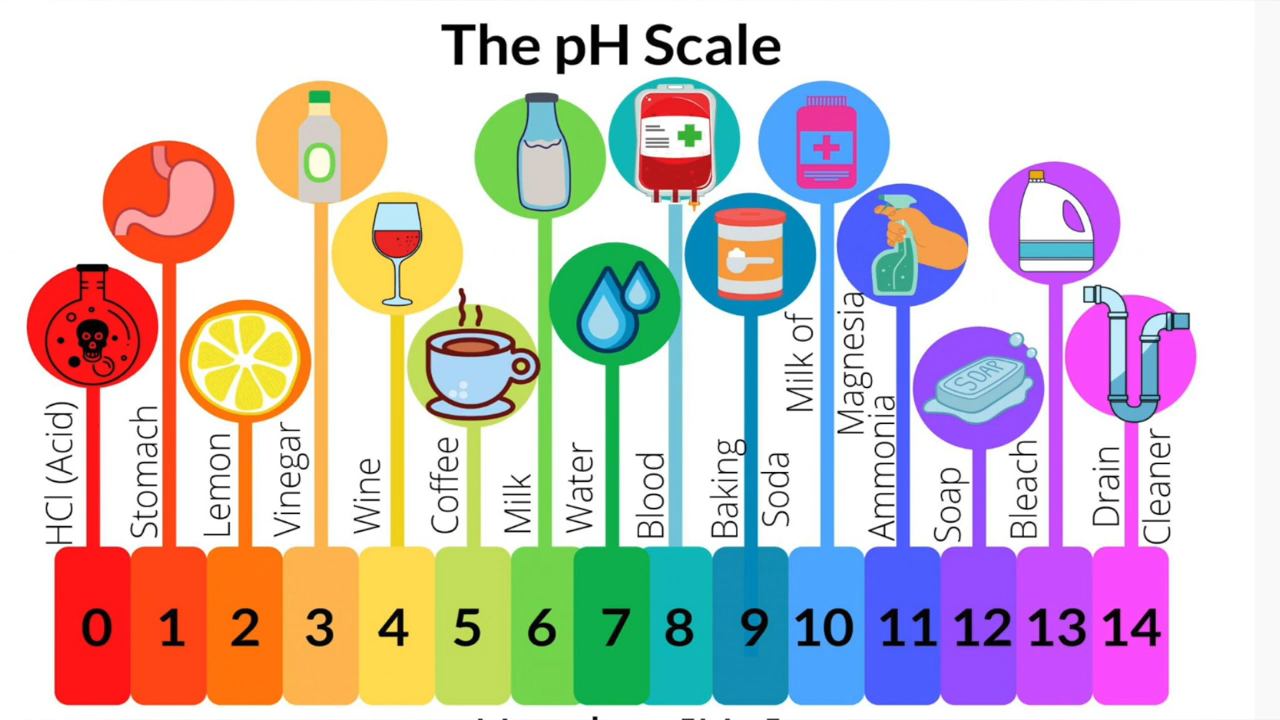 The pH Scale
HCl (Acid)
Stomach
Lemon
Vinegar
Wine
Coffee
Milk
Water
Blood
Baking
Soda
Milk of
Magnesia
Ammonia
Soap
Bleach
Drain
Cleaner
SOAP
0 1 2 3 4 5 6 7 8 9 10 11 12 13 14